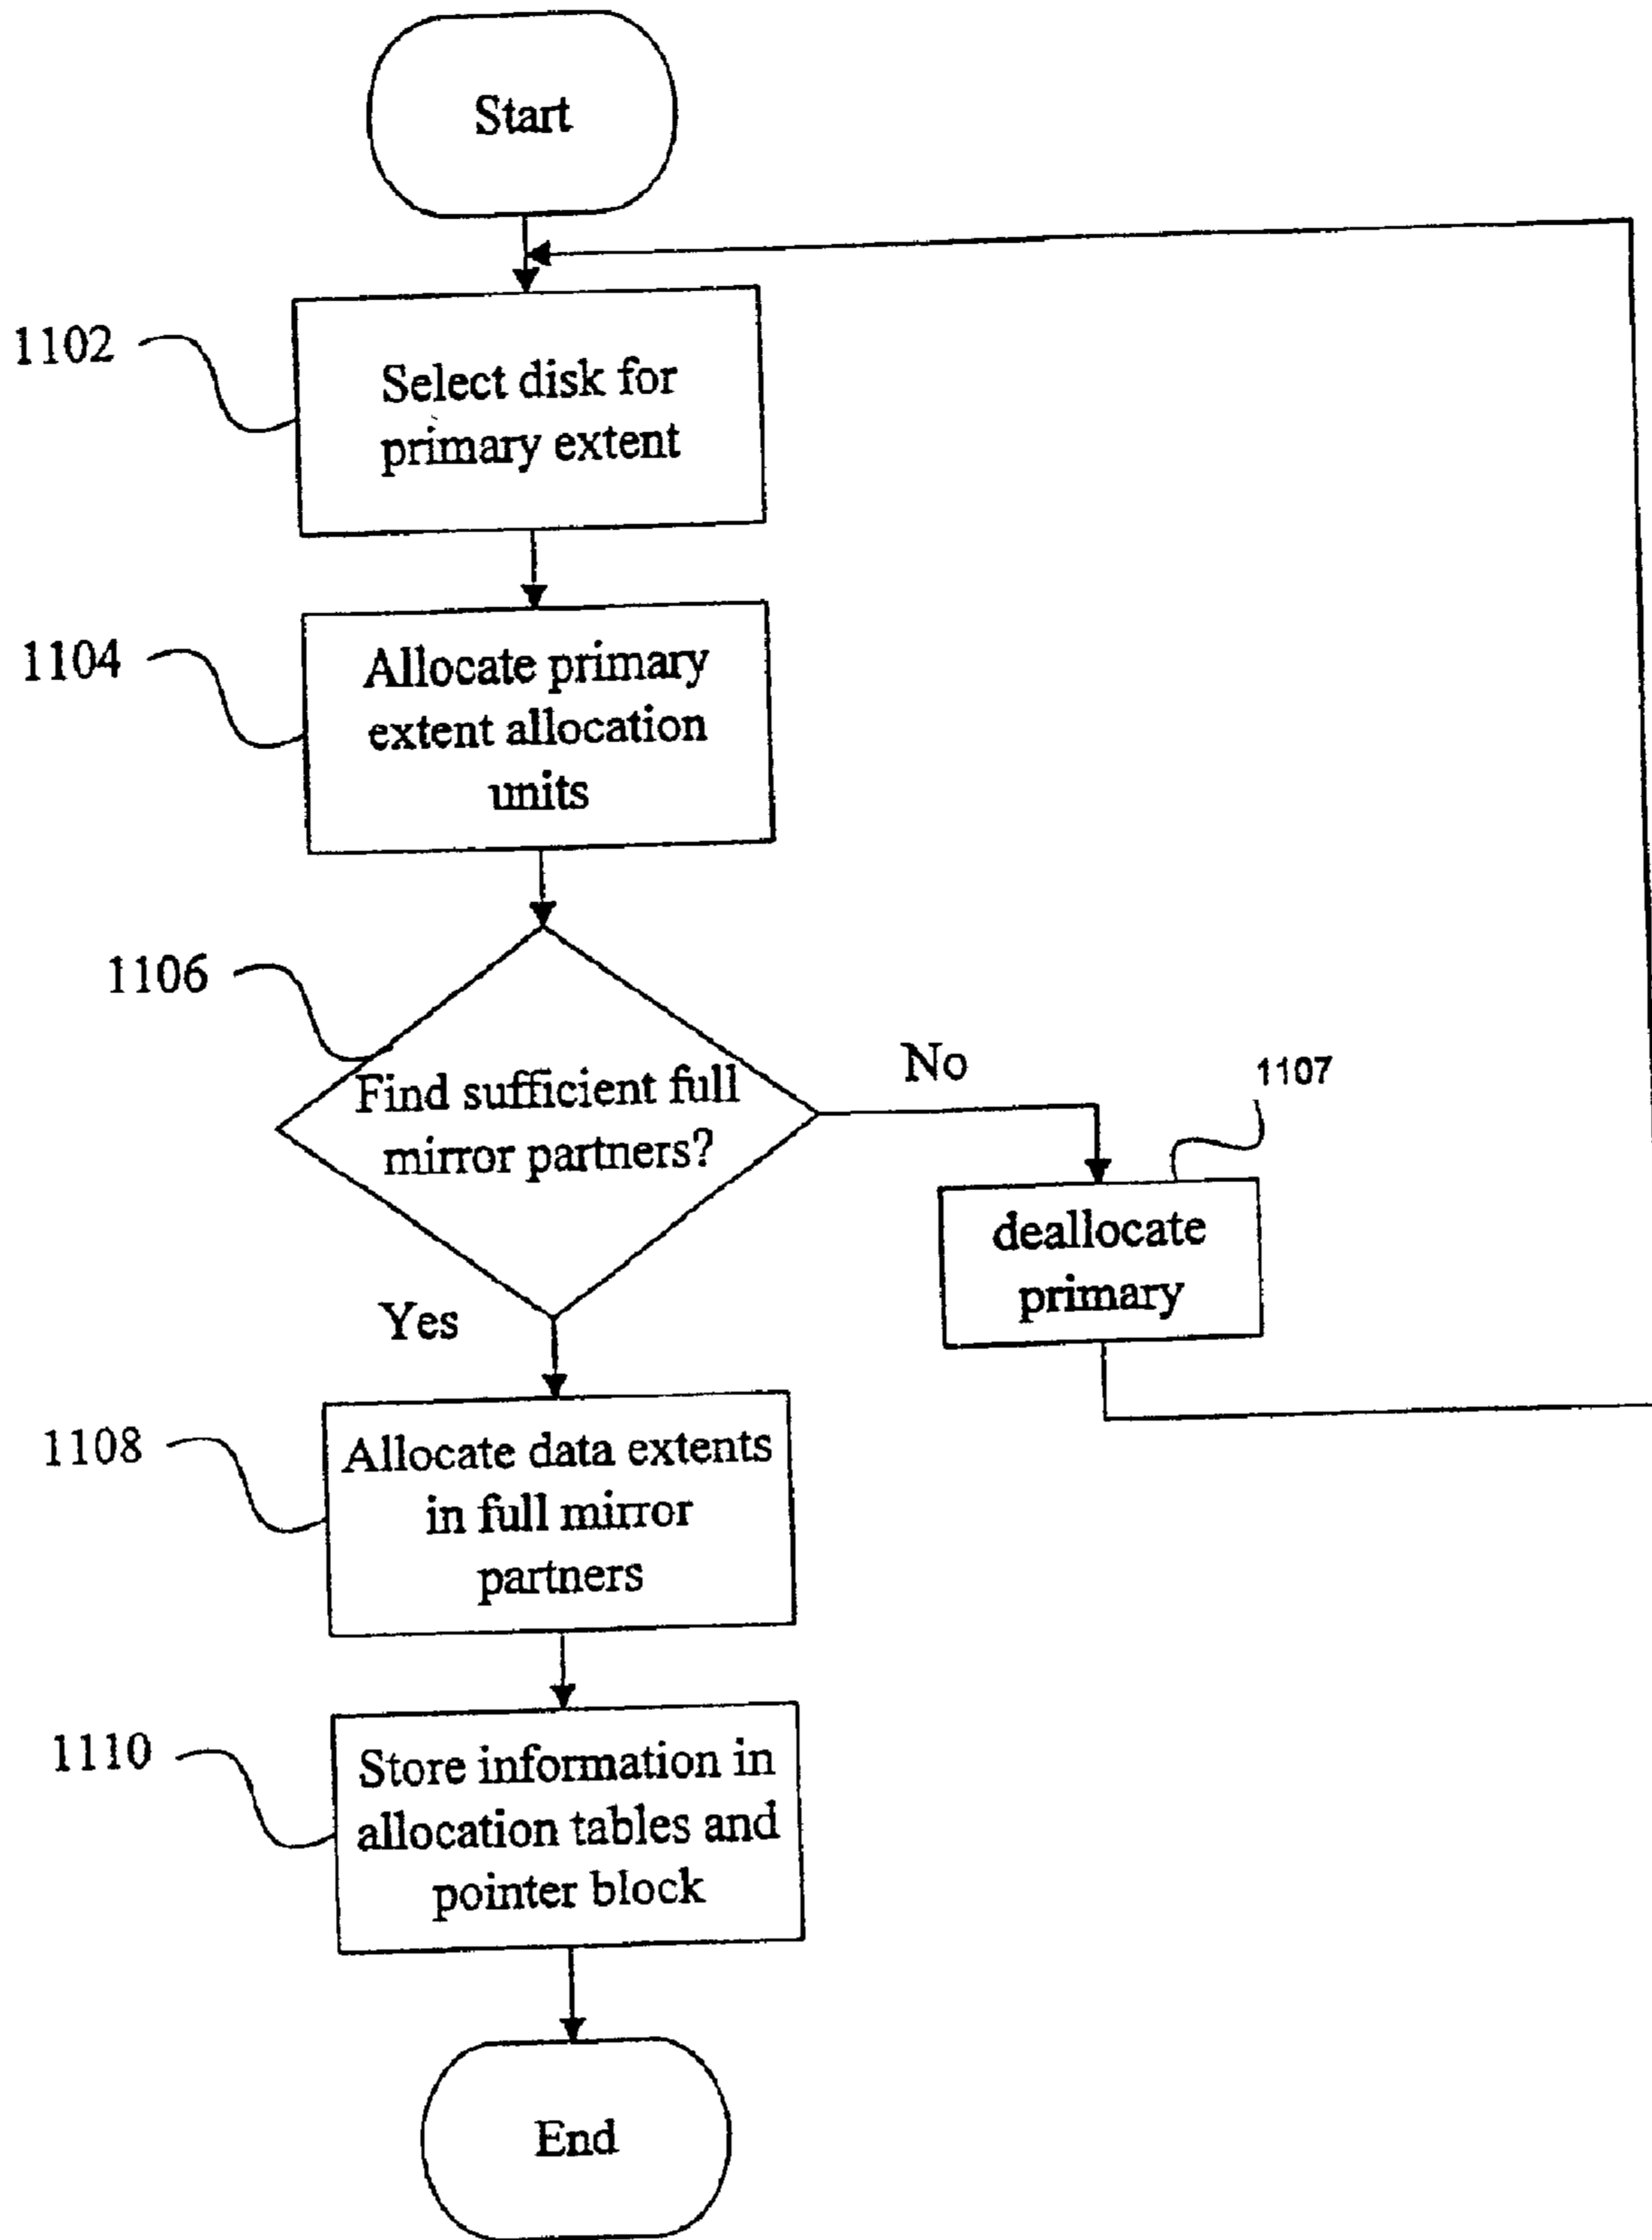 Start
1102
Select disk for
primary extent
1104
Allocate primary
extent allocation
units
1106
Find sufficient full
mirror partners?
No
1107
deallocate
primary
Yes
1108
Allocate data extents
in full mirror
partners
1110
Store information in
allocation tables and
pointer block
End